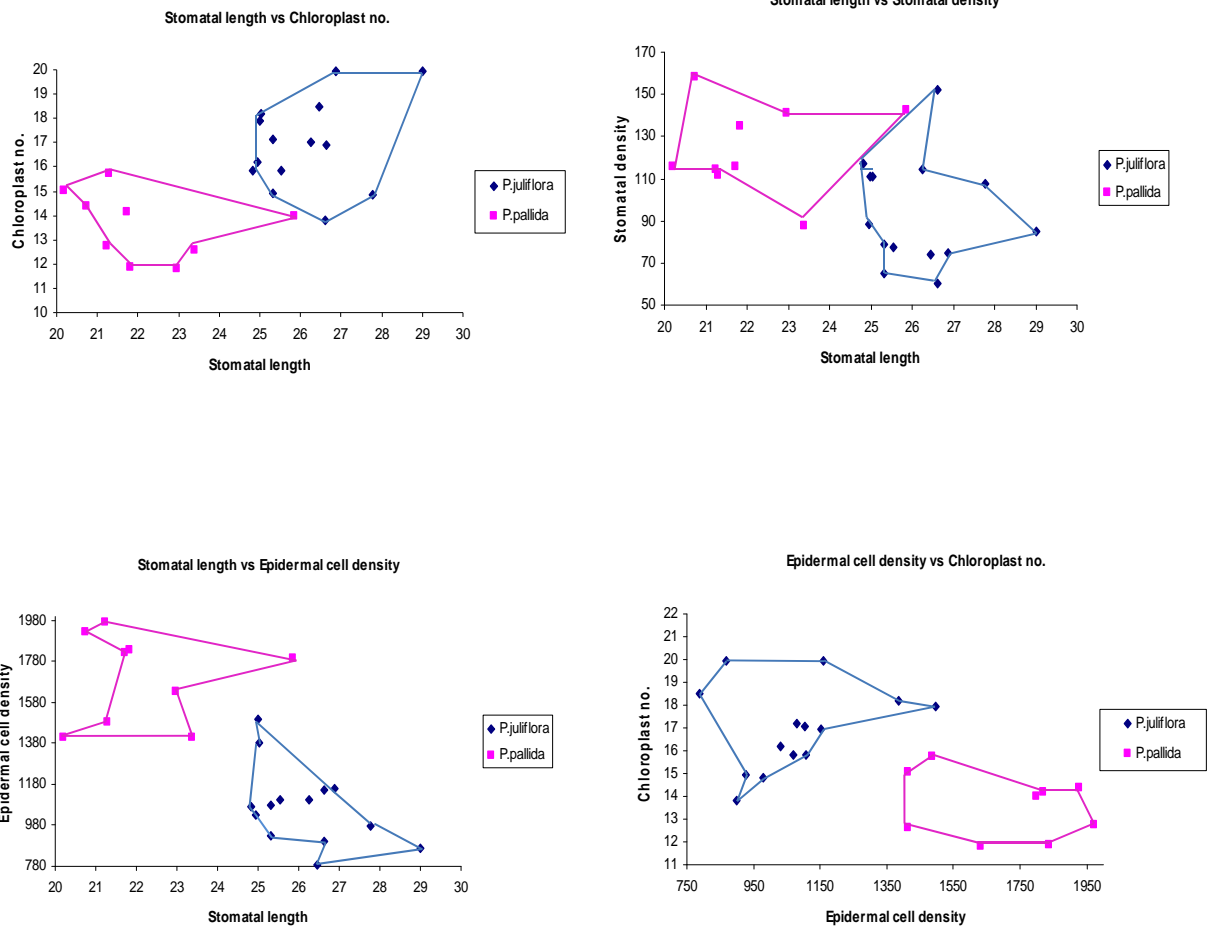 Stomatal length vs Chloroplast no.
20
19
18
17
16
15
14
13
12
11
10
Chloroplast no.
20 21 22 23 24 25 26 27 28 29 30
Stomatal length
P.juliflora
P.pallida
Stomatal length vs Stomatal density
170
150
130
110
90
70
50
Stomatal density
20 21 22 23 24 25 26 27 28 29 30
Stomatal length
P.juliflora
P.pallida
Stomatal length vs Epidermal cell density
1980
1780
1580
1380
1180
980
780
Epidermal cell density
20 21 22 23 24 25 26 27 28 29 30
Stomatal length
P.juliflora
P.pallida
Epidermal cell density vs Chloroplast no.
22
21
20
19
18
17
16
15
14
13
12
11
Chloroplast no.
750 950 1150 1350 1550 1750 1950
Epidermal cell density
P.juliflora
P.pallida